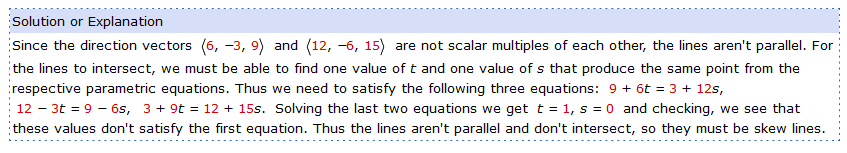 Solution or Explanation
Since the direction vectors ⟨6, −3, 9⟩ and ⟨12, −6, 15⟩ are not scalar multiples of each other, the lines aren't parallel. For
the lines to intersect, we must be able to find one value of t and one value of s that produce the same point from the
respective parametric equations. Thus we need to satisfy the following three equations: 9 + 6t = 3 + 12s,
12 − 3t = 9 − 6s, 3 + 9t = 12 + 15s. Solving the last two equations we get t = 1, s = 0 and checking, we see that
these values don't satisfy the first equation. Thus the lines aren't parallel and don't intersect, so they must be skew lines.